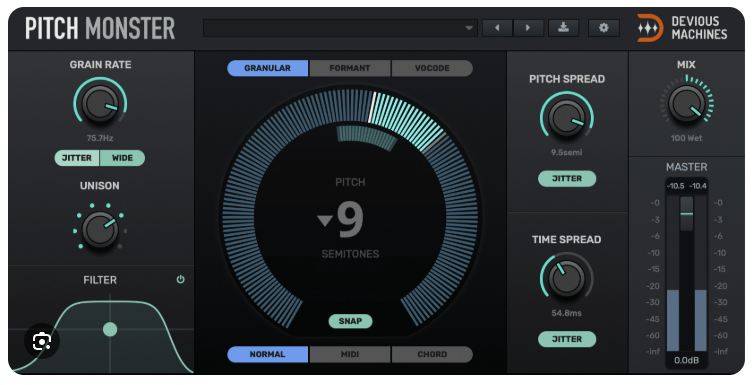 PITCH MONSTER
DEVIOUS
MACHINES
GRAIN RATE
75.7Hz
JITTER WIDE
UNISON
FILTER
GRANULAR FORMANT VOCODE
PITCH
9
SEMITONES
SNAP
NORMAL MIDI CHORD
PITCH SPREAD
9.5semi
JITTER
TIME SPREAD
54.8ms
JITTER
MIX
100 Wet
MASTER
-10.5 -10.4
-0 -0
-3 -3
-6 -6
-10 -10
-15 -15
-20 -20
-30 -30
-45 -45
-60 -60
-inf -inf
0.0dB